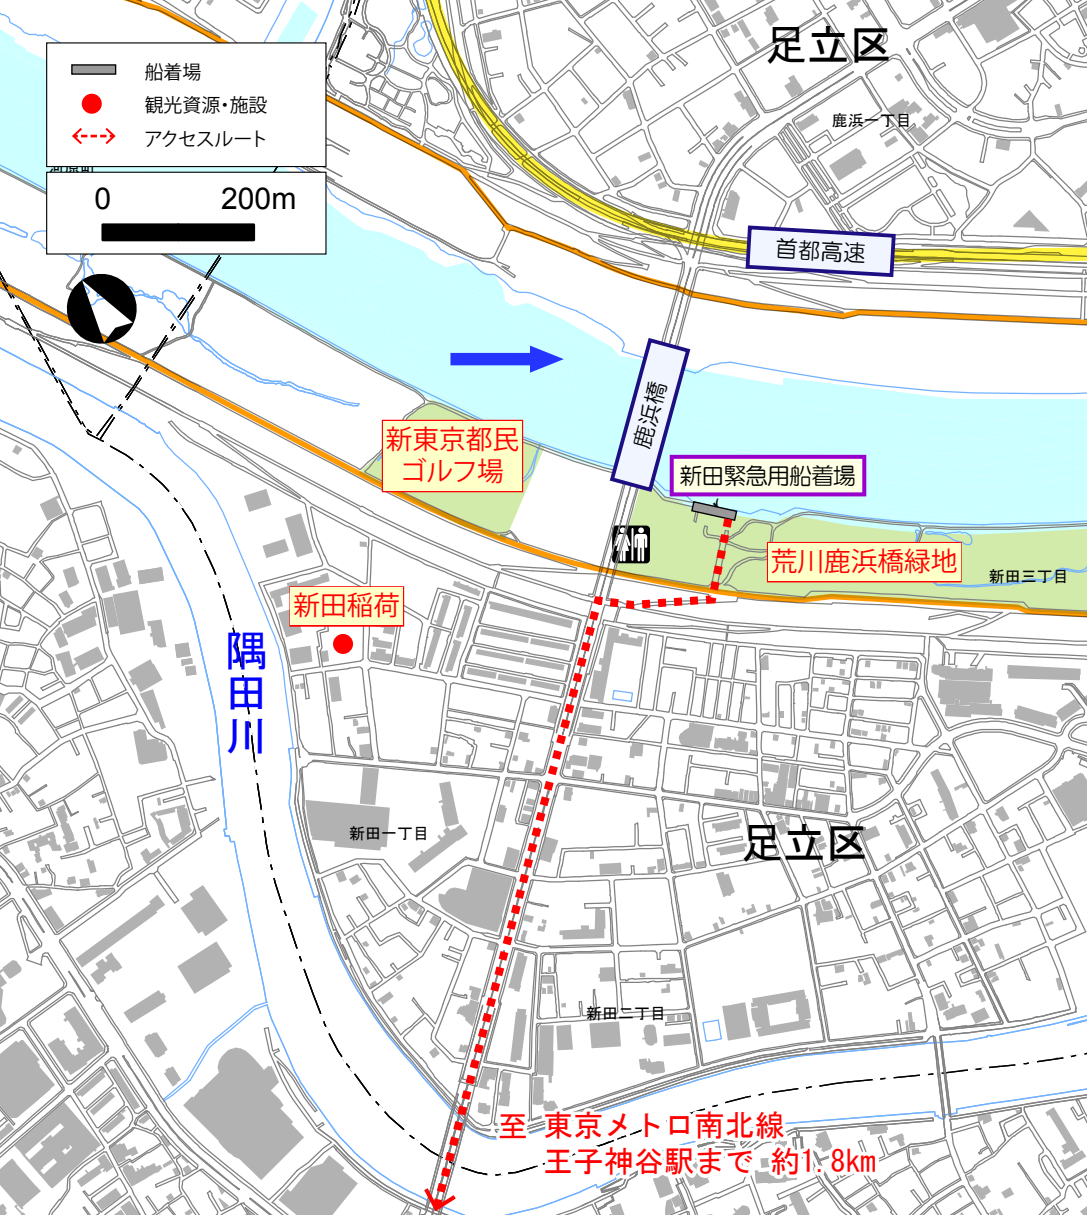 足立区
船着場
観光資源・施設
アクセスルート
鹿浜一丁目
0 200m
首都高速
鹿浜橋
新東京都民
ゴルフ場
新田緊急用船着場
荒川鹿浜橋緑地
新田三丁目
新田稲荷
隅田川
新田一丁目
足立区
新田二丁目
至 東京メトロ南北線
王子神谷駅まで 約1.8km